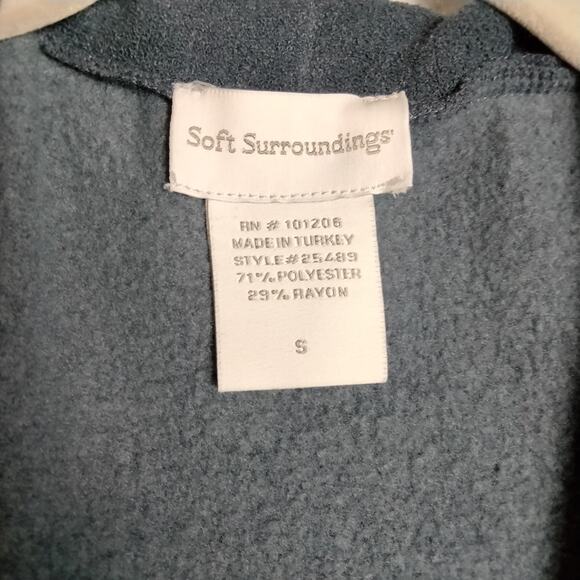 Soft Surroundings
RN # 101206
MADE IN TURKEY
STYLE#25489
71% POLYESTER
29% RAYON
S